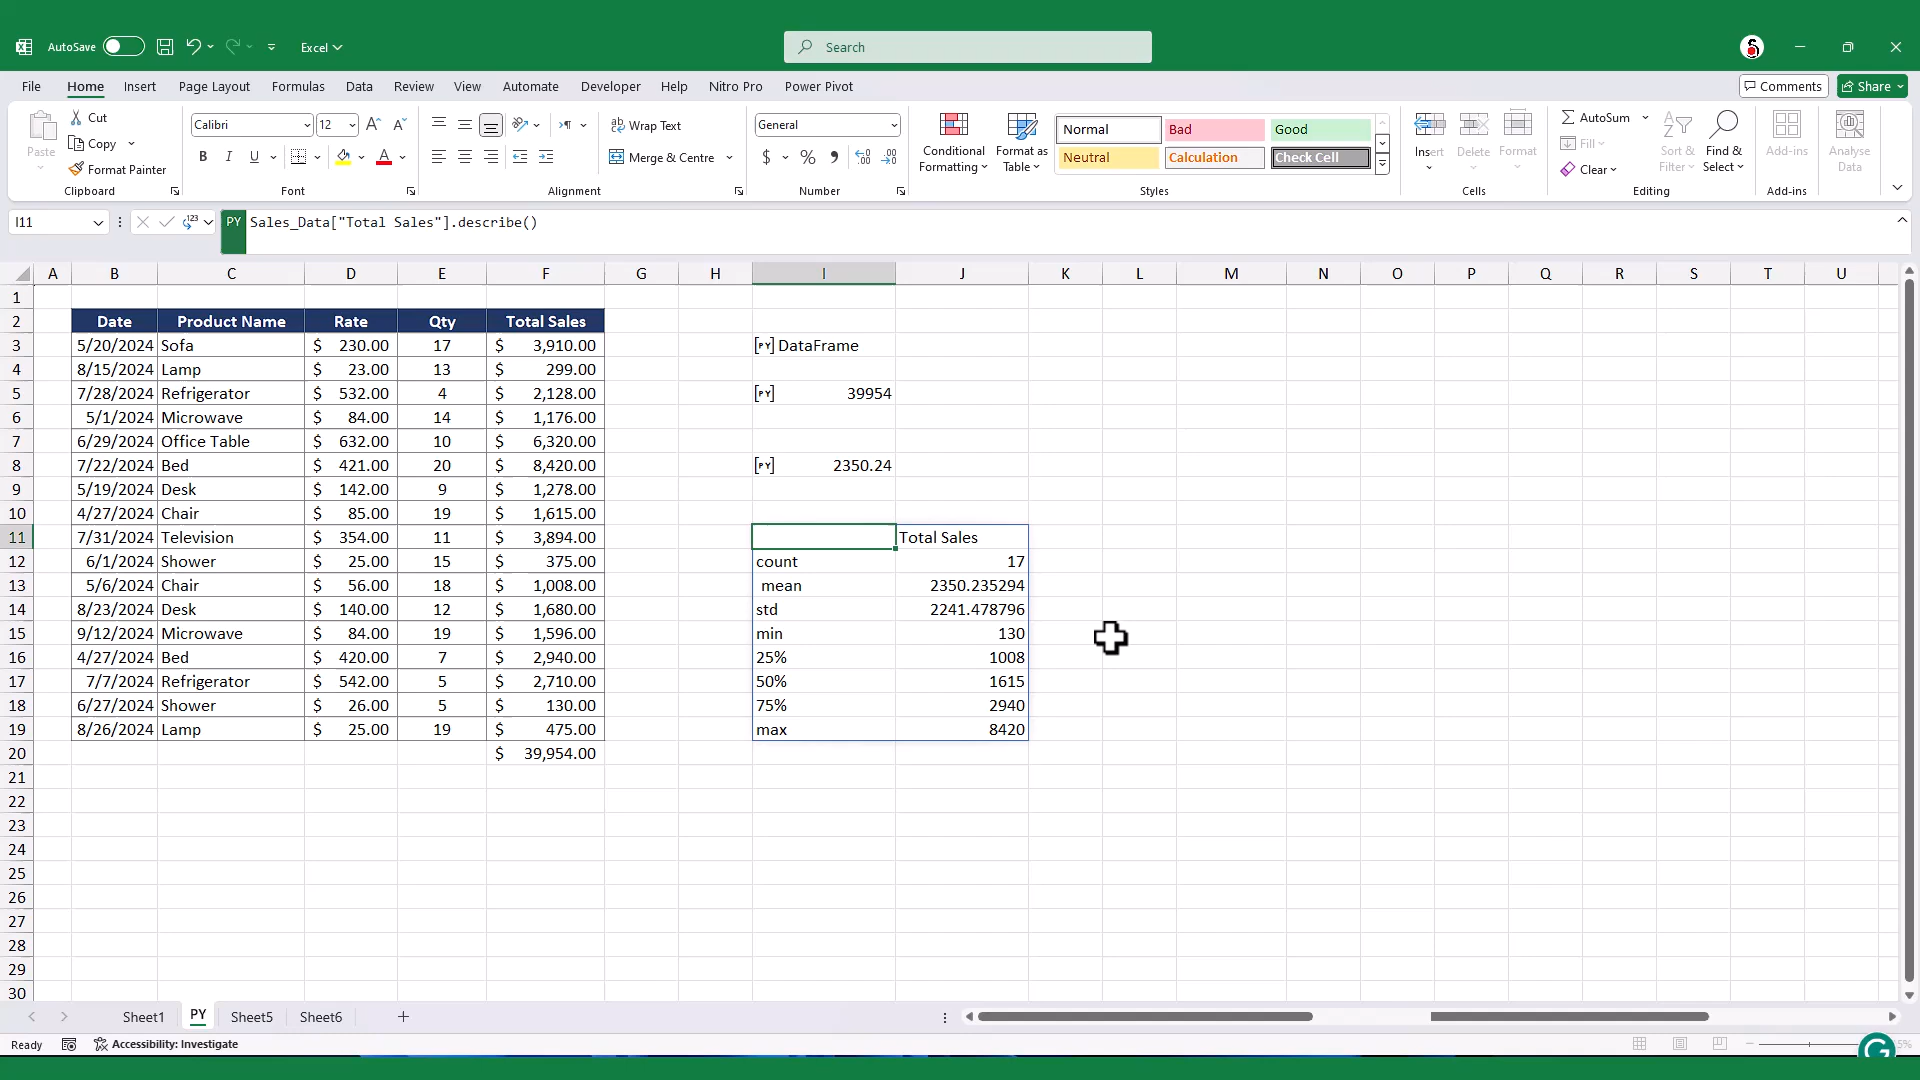 AutoSave Excel Search
File Home Insert Page Layout Formulas Data Review View Automate Developer Help Nitro Pro Power Pivot Comments Share
Paste Cut Copy Format Painter Clipboard
Calibri 12 B I U A Font
Wrap Text Merge & Centre Alignment
General $ % Number
Conditional Formatting Format as Table
Normal Bad Good
Neutral Calculation Check Cell
Styles
Insert Delete Format Cells
AutoSum Fill Clear Sort & Filter Find & Select Editing
Add-ins Add-ins
Analyse Data
I11 PY Sales_Data["Total Sales"].describe()
A B C D E F G H I J K L M N O P Q R S T U
1
2 Date Product Name Rate Qty Total Sales
3 5/20/2024 Sofa $ 230.00 17 $ 3,910.00 [PY] DataFrame
4 8/15/2024 Lamp $ 23.00 13 $ 299.00
5 7/28/2024 Refrigerator $ 532.00 4 $ 2,128.00 [PY] 39954
6 5/1/2024 Microwave $ 84.00 14 $ 1,176.00
7 6/29/2024 Office Table $ 632.00 10 $ 6,320.00
8 7/22/2024 Bed $ 421.00 20 $ 8,420.00 [PY] 2350.24
9 5/19/2024 Desk $ 142.00 9 $ 1,278.00
10 4/27/2024 Chair $ 85.00 19 $ 1,615.00
11 7/31/2024 Television $ 354.00 11 $ 3,894.00 Total Sales
12 6/1/2024 Shower $ 25.00 15 $ 375.00 count 17
13 5/6/2024 Chair $ 56.00 18 $ 1,008.00 mean 2350.235294
14 8/23/2024 Desk $ 140.00 12 $ 1,680.00 std 2241.478796
15 9/12/2024 Microwave $ 84.00 19 $ 1,596.00 min 130
16 4/27/2024 Bed $ 420.00 7 $ 2,940.00 25% 1008
17 7/7/2024 Refrigerator $ 542.00 5 $ 2,710.00 50% 1615
18 6/27/2024 Shower $ 26.00 5 $ 130.00 75% 2940
19 8/26/2024 Lamp $ 25.00 19 $ 475.00 max 8420
20 $ 39,954.00
21
22
23
24
25
26
27
28
29
30
Sheet1 PY Sheet5 Sheet6
Ready Accessibility: Investigate